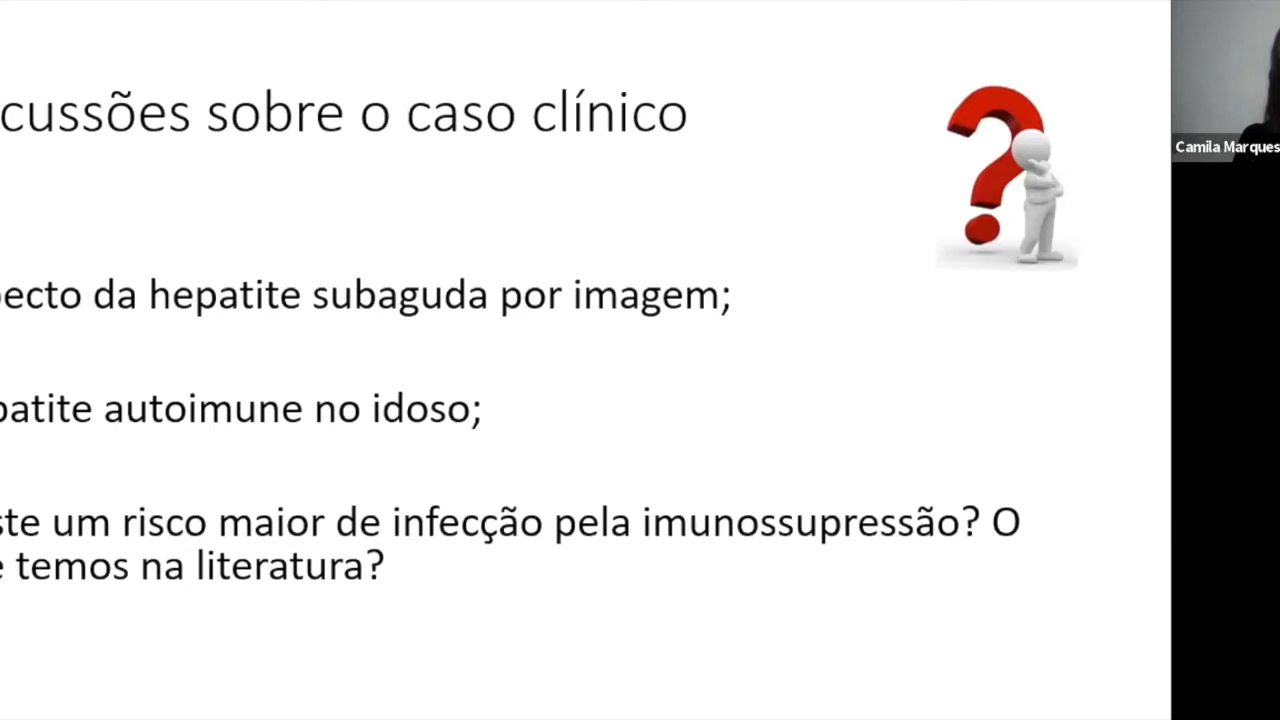 cussões sobre o caso clínico
Camila Marques
pecto da hepatite subaguda por imagem;
patite autoimune no idoso;
ste um risco maior de infecção pela imunossupressão? O
e temos na literatura?